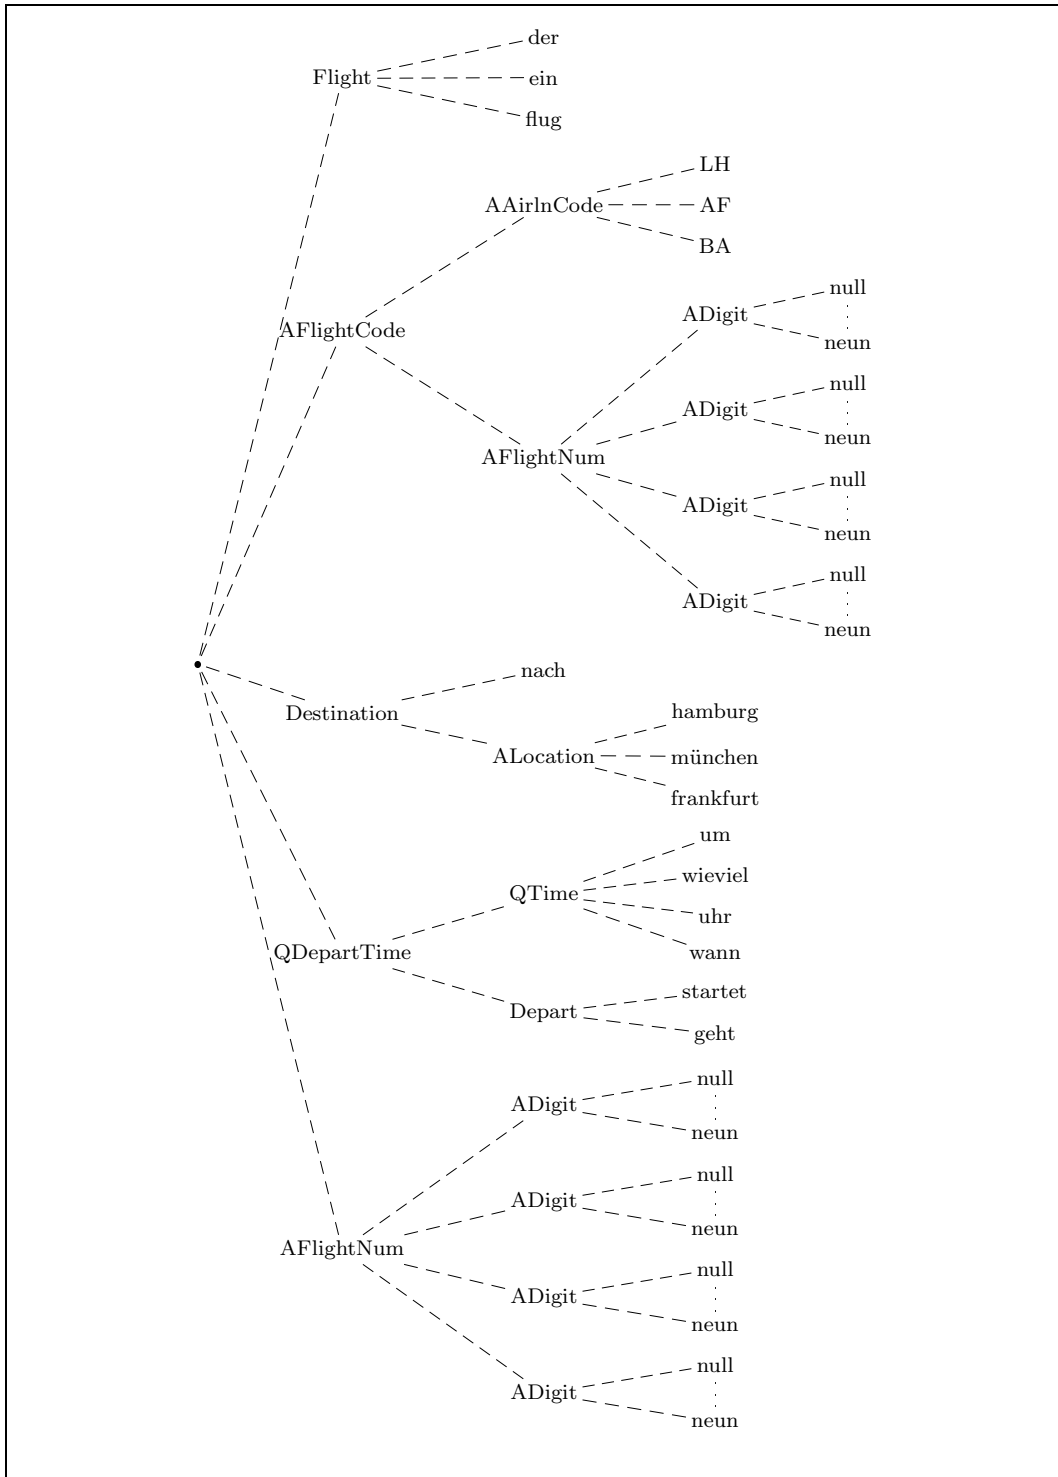 der
Flight
ein
flug
LH
AAirlnCode
AF
BA
null
ADigit
AFlightCode
neun
null
ADigit
neun
AFlightNum
null
ADigit
neun
null
ADigit
neun
nach
hamburg
Destination
ALocation
münchen
frankfurt
um
wieviel
QTime
uhr
wann
QDepartTime
startet
Depart
geht
null
ADigit
neun
null
ADigit
neun
AFlightNum
null
ADigit
neun
null
ADigit
neun